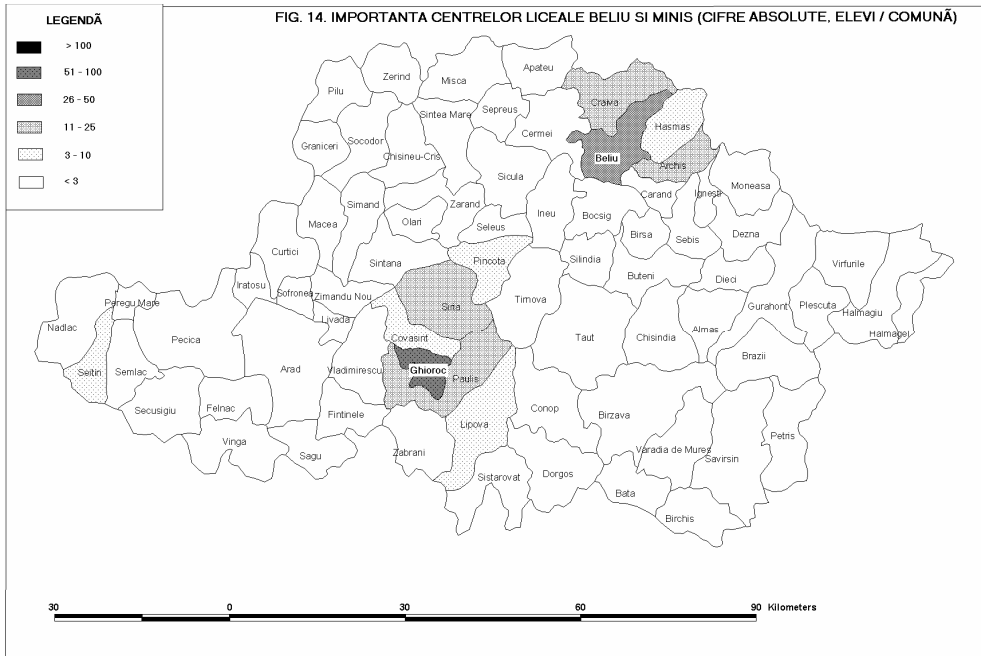 FIG. 14. IMPORTANTA CENTRELOR LICEALE BELIU SI MINIS (CIFRE ABSOLUTE, ELEVI / COMUNÃ)
LEGENDÃ
> 100
51 - 100
26 - 50
11 - 25
3 - 10
< 3
Apateu
Zerind
Misca
Pilu
Craiva
Sepreus
Sintea Mare
Hasmas
Socodor
Cermei
Graniceri
Chisineu-Cris
Beliu
Archis
Sicula
Moneasa
Carand
Ignesti
Simand
Zarand
Ineu
Bocsig
Macea
Olari
Seleus
Birsa
Dezna
Sebis
Curtici
Pincota
Silindia
Sintana
Virfurile
Buteni
Dieci
Iratosu
Sofronea
Zimandu Nou
Tirnova
Peregu Mare
Siria
Gurahont
Plescuta
Halmagiu
Livada
Nadlac
Almas
Halmagel
Pecica
Covasint
Taut
Chisindia
Brazii
Seitin
Semlac
Arad
Vladimirescu
Ghioroc
Paulis
Secusigiu
Felnac
Fintinele
Conop
Birzava
Lipova
Petris
Vinga
Sagu
Zabrani
Varadia de Mures
Savirsin
Sistarovat
Dorgos
Bata
Birchis
30 0 30 60 90 Kilometers